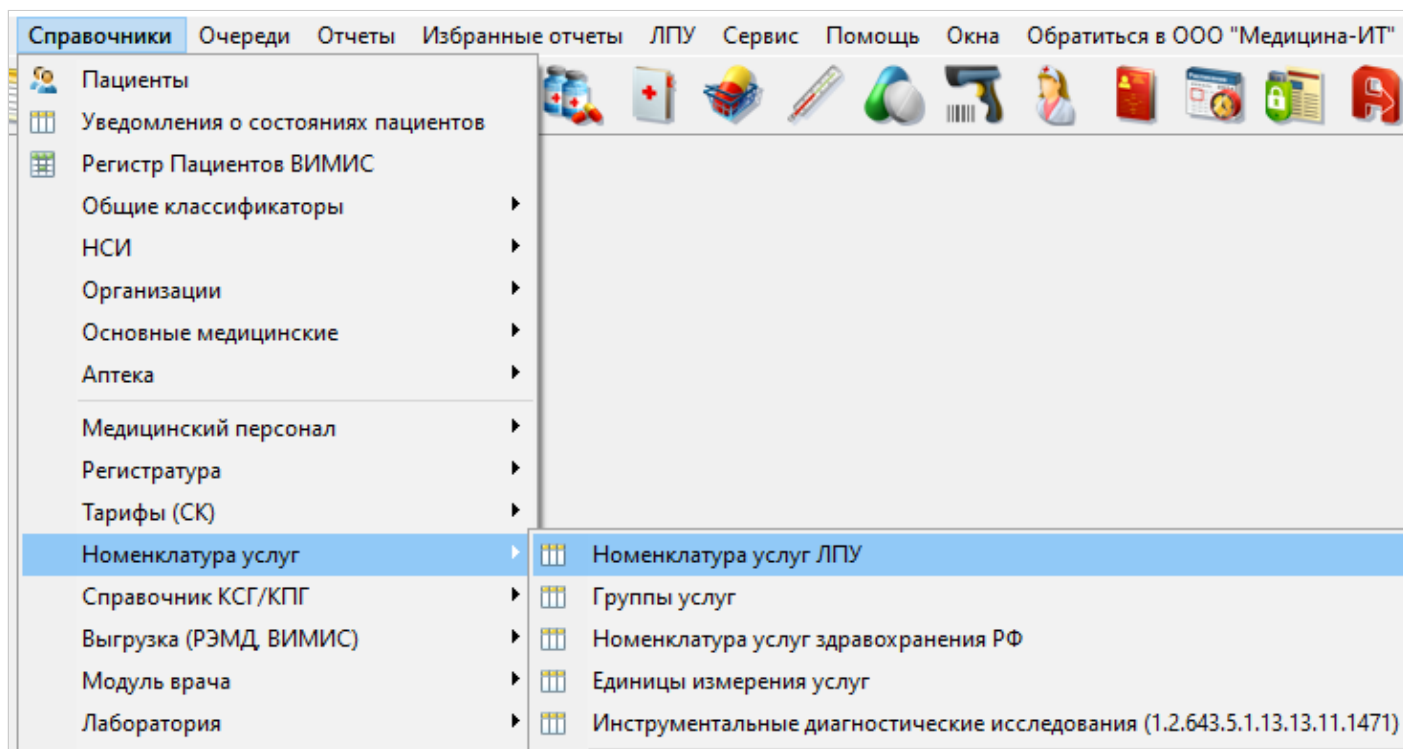 Справочники Очереди Отчеты Избранные отчеты ЛПУ Сервис Помощь Окна Обратиться в ООО "Медицина-ИТ"
Пациенты
Уведомления о состояниях пациентов
Регистр Пациентов ВИМИС
Общие классификаторы
НСИ
Организации
Основные медицинские
Аптека
Медицинский персонал
Регистратура
Тарифы (СК)
Номенклатура услуг
Справочник КСГ/КПГ
Выгрузка (РЭМД, ВИМИС)
Модуль врача
Лаборатория
Номенклатура услуг ЛПУ
Группы услуг
Номенклатура услуг здравохранения РФ
Единицы измерения услуг
Инструментальные диагностические исследования (1.2.643.5.1.13.13.11.1471)